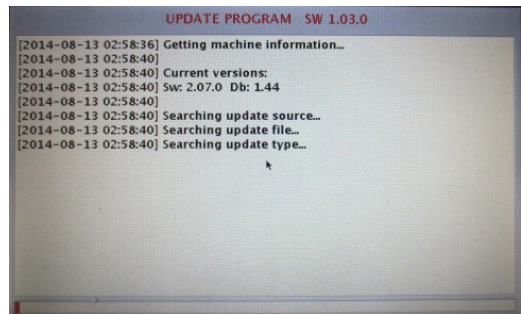 UPDATE PROGRAM SW 1.03.0
[2014-08-13 02:58:36] Getting machine information...
[2014-08-13 02:58:40]
[2014-08-13 02:58:40] Current versions:
[2014-08-13 02:58:40] Sw: 2.07.0 Db: 1.44
[2014-08-13 02:58:40]
[2014-08-13 02:58:40] Searching update source...
[2014-08-13 02:58:40] Searching update file...
[2014-08-13 02:58:40] Searching update type...